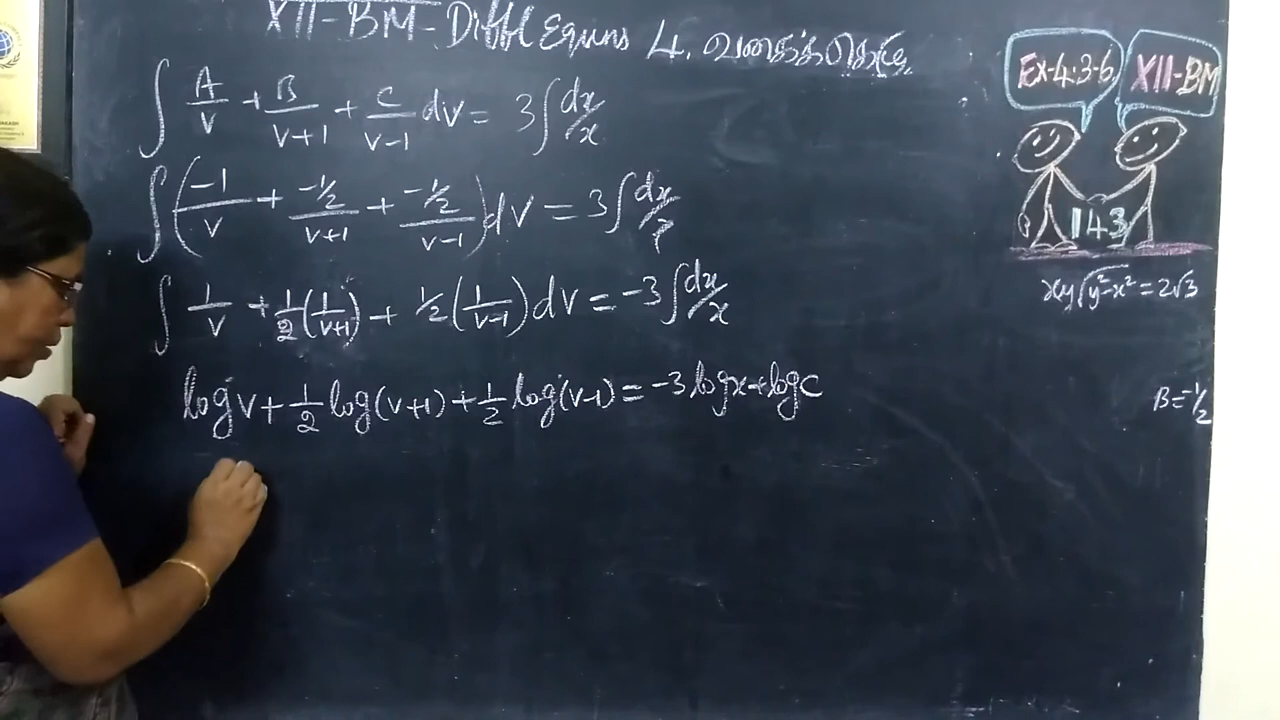 XII-BM-Diffl Equns 4. வகைக்கெழு
∫ A/v + B/v+1 + C/v-1 dv = 3∫dx/x
∫(-1/v + -1/2/v+1 + -1/2/v-1)dv = 3∫dx/x
∫ 1/v + 1/2(1/v+1) + 1/2(1/v-1)dv = -3∫dx/x
log v + 1/2 log(v+1) + 1/2 log(v-1) = -3 log x + log c
Ex-4.3-6
XII-BM
143
xy√y²-x² = 2√3
B = -1/2